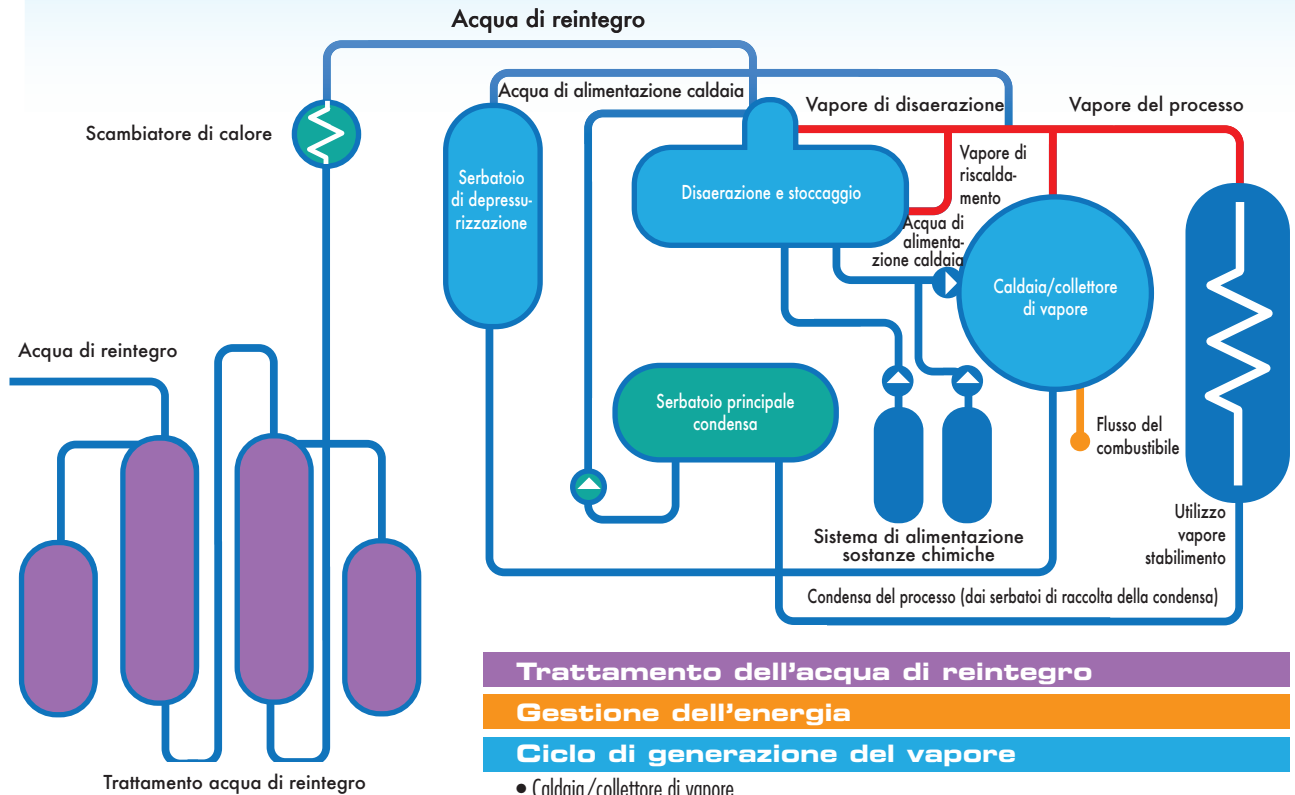 Acqua di reintegro
Acqua di alimentazione caldaia
Vapore di disaerazione
Vapore del processo
Scambiatore di calore
Vapore di
riscalda-
mento
Serbatoio
di depressu-
rizzazione
Disaerazione e stoccaggio
Acqua di
alimenta-
zione caldaia
Caldaia/collettore
di vapore
Acqua di reintegro
Serbatoio principale
condensa
Flusso del
combustibile
Utilizzo
vapore
stabilimento
Sistema di alimentazione
sostanze chimiche
Condensa del processo (dai serbatoi di raccolta della condensa)
Trattamento acqua di reintegro
Trattamento dell'acqua di reintegro
Gestione dell'energia
Ciclo di generazione del vapore
• Caldaia/collettore di vapore